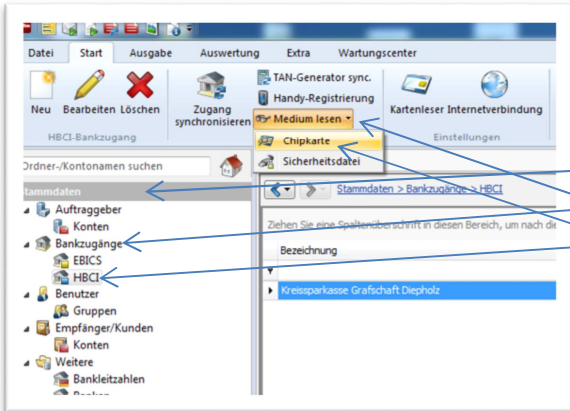 Datei Start Ausgabe Auswertung Extra Wartungscenter
Neu Bearbeiten Löschen
HBCI-Bankzugang
Zugang
synchronisieren
TAN-Generator sync.
Handy-Registrierung
Medium lesen
Chipkarte
Sicherheitsdatei
Kartenleser Internetverbindung
Einstellungen
Ordner-/Kontonamen suchen
Stammdaten
Auftraggeber
Konten
Bankzugänge
EBICS
HBCI
Benutzer
Gruppen
Empfänger/Kunden
Konten
Weitere
Bankleitzahlen
Stammdaten > Bankzugänge > HBCI
Ziehen Sie eine Spaltenüberschrift in diesen Bereich, um nach die
Bezeichnung
Kreissparkasse Grafschaft Diepholz